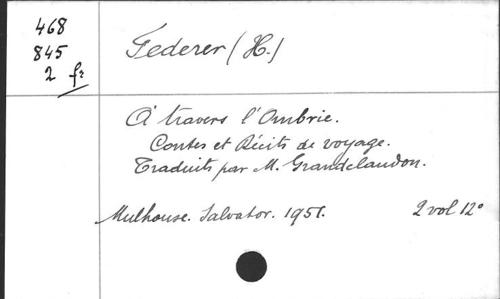 468
845
2 fr
Federer (H.)
À travers l'Ombrie.
Contes et Récits de voyage.
Traduits par M. Grandclaudon.
Mulhouse. Salvator. 1951. 2 vol 12°